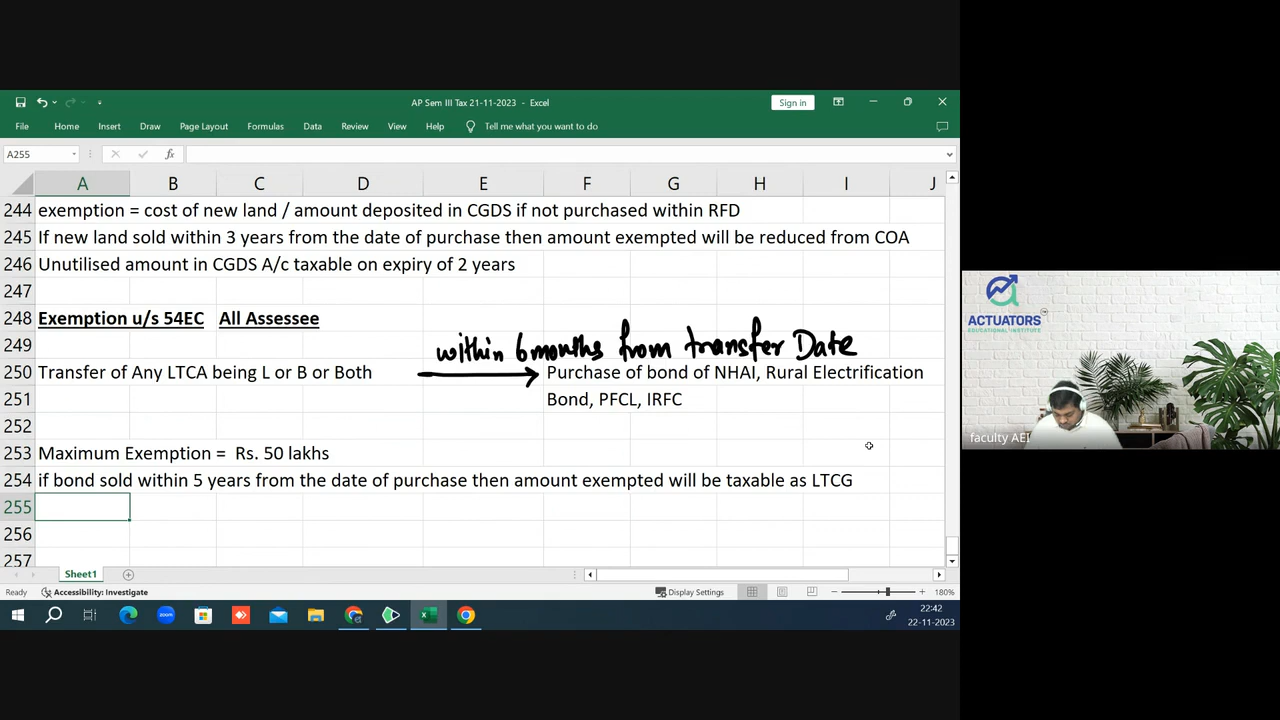 AP Sem III Tax 21-11-2023 - Excel
Sign in
File Home Insert Draw Page Layout Formulas Data Review View Help Tell me what you want to do
A255 fx
A B C D E F G H I J
244 exemption = cost of new land / amount deposited in CGDS if not purchased within RFD
245 If new land sold within 3 years from the date of purchase then amount exempted will be reduced from COA
246 Unutilised amount in CGDS A/c taxable on expiry of 2 years
247
248 Exemption u/s 54EC All Assessee
249 within 6 months from transfer Date
250 Transfer of Any LTCA being L or B or Both Purchase of bond of NHAI, Rural Electrification
251 Bond, PFCL, IRFC
252
253 Maximum Exemption = Rs. 50 lakhs
254 if bond sold within 5 years from the date of purchase then amount exempted will be taxable as LTCG
255
256
257
Sheet1
Ready Accessibility: Investigate Display Settings 180%
zoom
22:42
22-11-2023
ACTUATORS
EDUCATIONAL INSTITUTE
faculty AEI